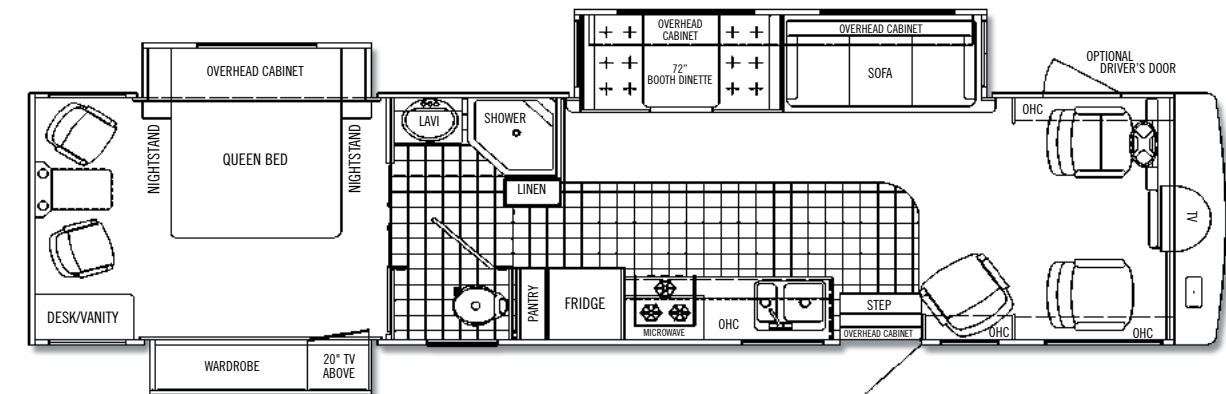 OVERHEAD CABINET
NIGHTSTAND
QUEEN BED
NIGHTSTAND
DESK/VANITY
WARDROBE
20" TV
ABOVE
LAVI
SHOWER
LINEN
PANTRY
FRIDGE
MICROWAVE
OHC
OVERHEAD
CABINET
72"
BOOTH DINETTE
OVERHEAD CABINET
SOFA
STEP
OVERHEAD CABINET
OPTIONAL
DRIVER'S DOOR
OHC
TV
OHC
OHC